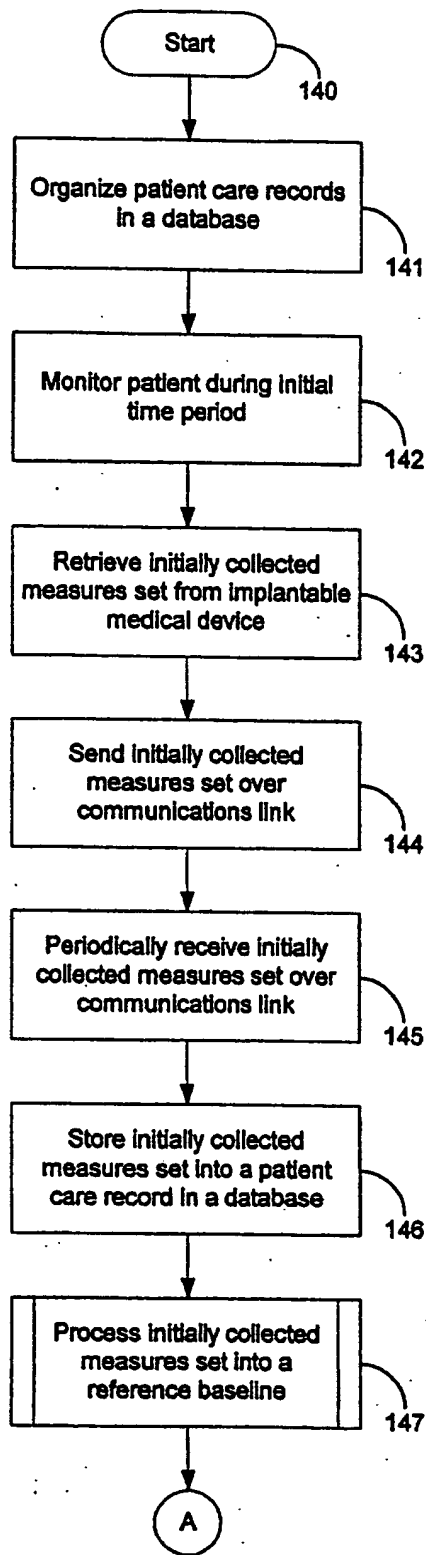 Start
140
Organize patient care records
in a database
141
Monitor patient during initial
time period
142
Retrieve initially collected
measures set from implantable
medical device
143
Send initially collected
measures set over
communications link
144
Periodically receive initially
collected measures set over
communications link
145
Store initially collected
measures set into a patient
care record in a database
146
Process initially collected
measures set into a
reference baseline
147
A